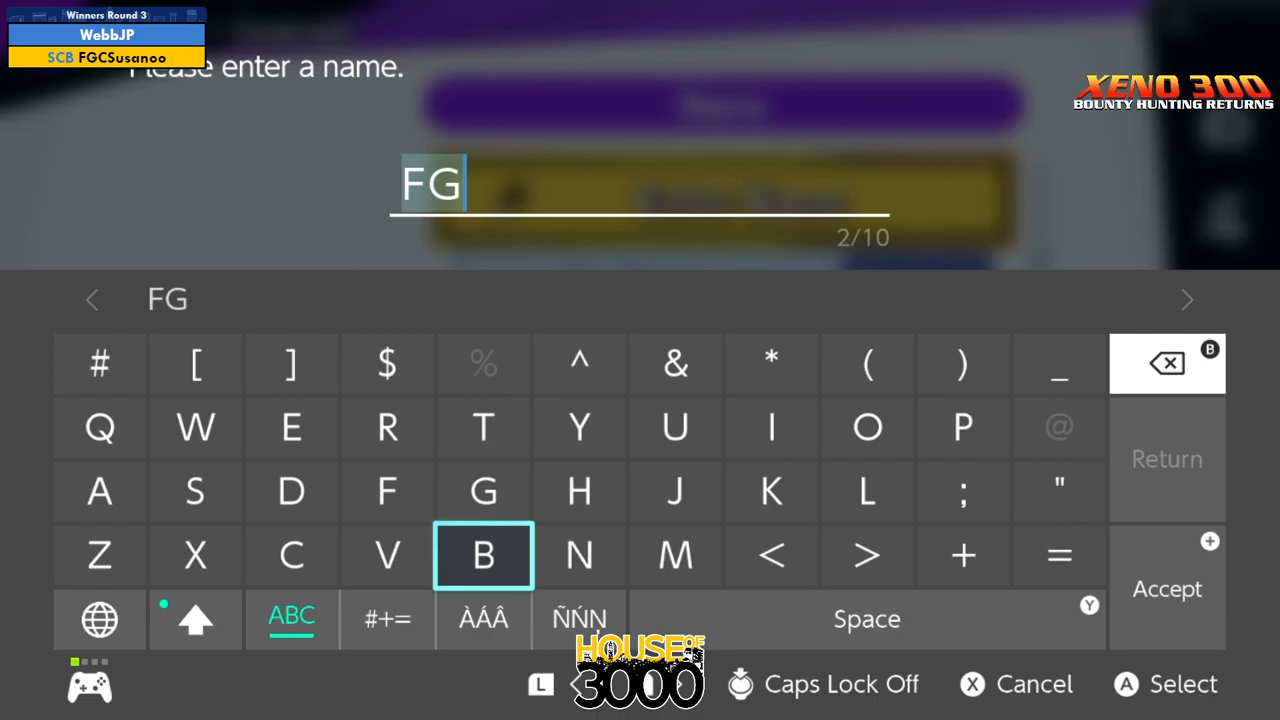 Winners Round 3
WebbJP
SCB FGCSusanoo
Please enter a name.
XENO 300
BOUNTY HUNTING RETURNS
FG
2/10
FG
# [ ] $ % ^ & * ( ) _ B
Q W E R T Y U I O P @ Return
A S D F G H J K L ; "
Z X C V B N M < > + = + Accept
ABC #+= ÀÁÂ ÑŃŅ Space Y
HOUSE OF
3000
L Caps Lock Off X Cancel A Select